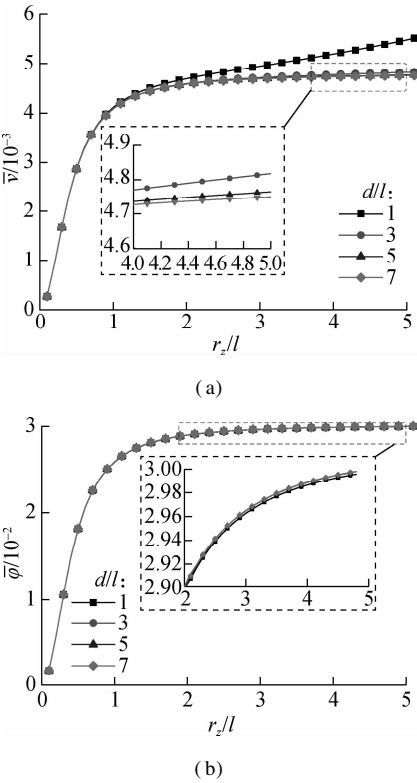 6
5
4
3
2
1
0
v̅/10⁻³
4.9
4.8
4.7
4.6
4.0 4.2 4.4 4.6 4.8 5.0
d/l:
1
3
5
7
1 2 3 4 5
r_z/l
(a)
3
2
1
0
φ̅/10⁻²
3.00
2.98
2.96
2.94
2.92
2.90
2 3 4 5
d/l:
1
3
5
7
0 1 2 3 4 5
r_z/l
(b)